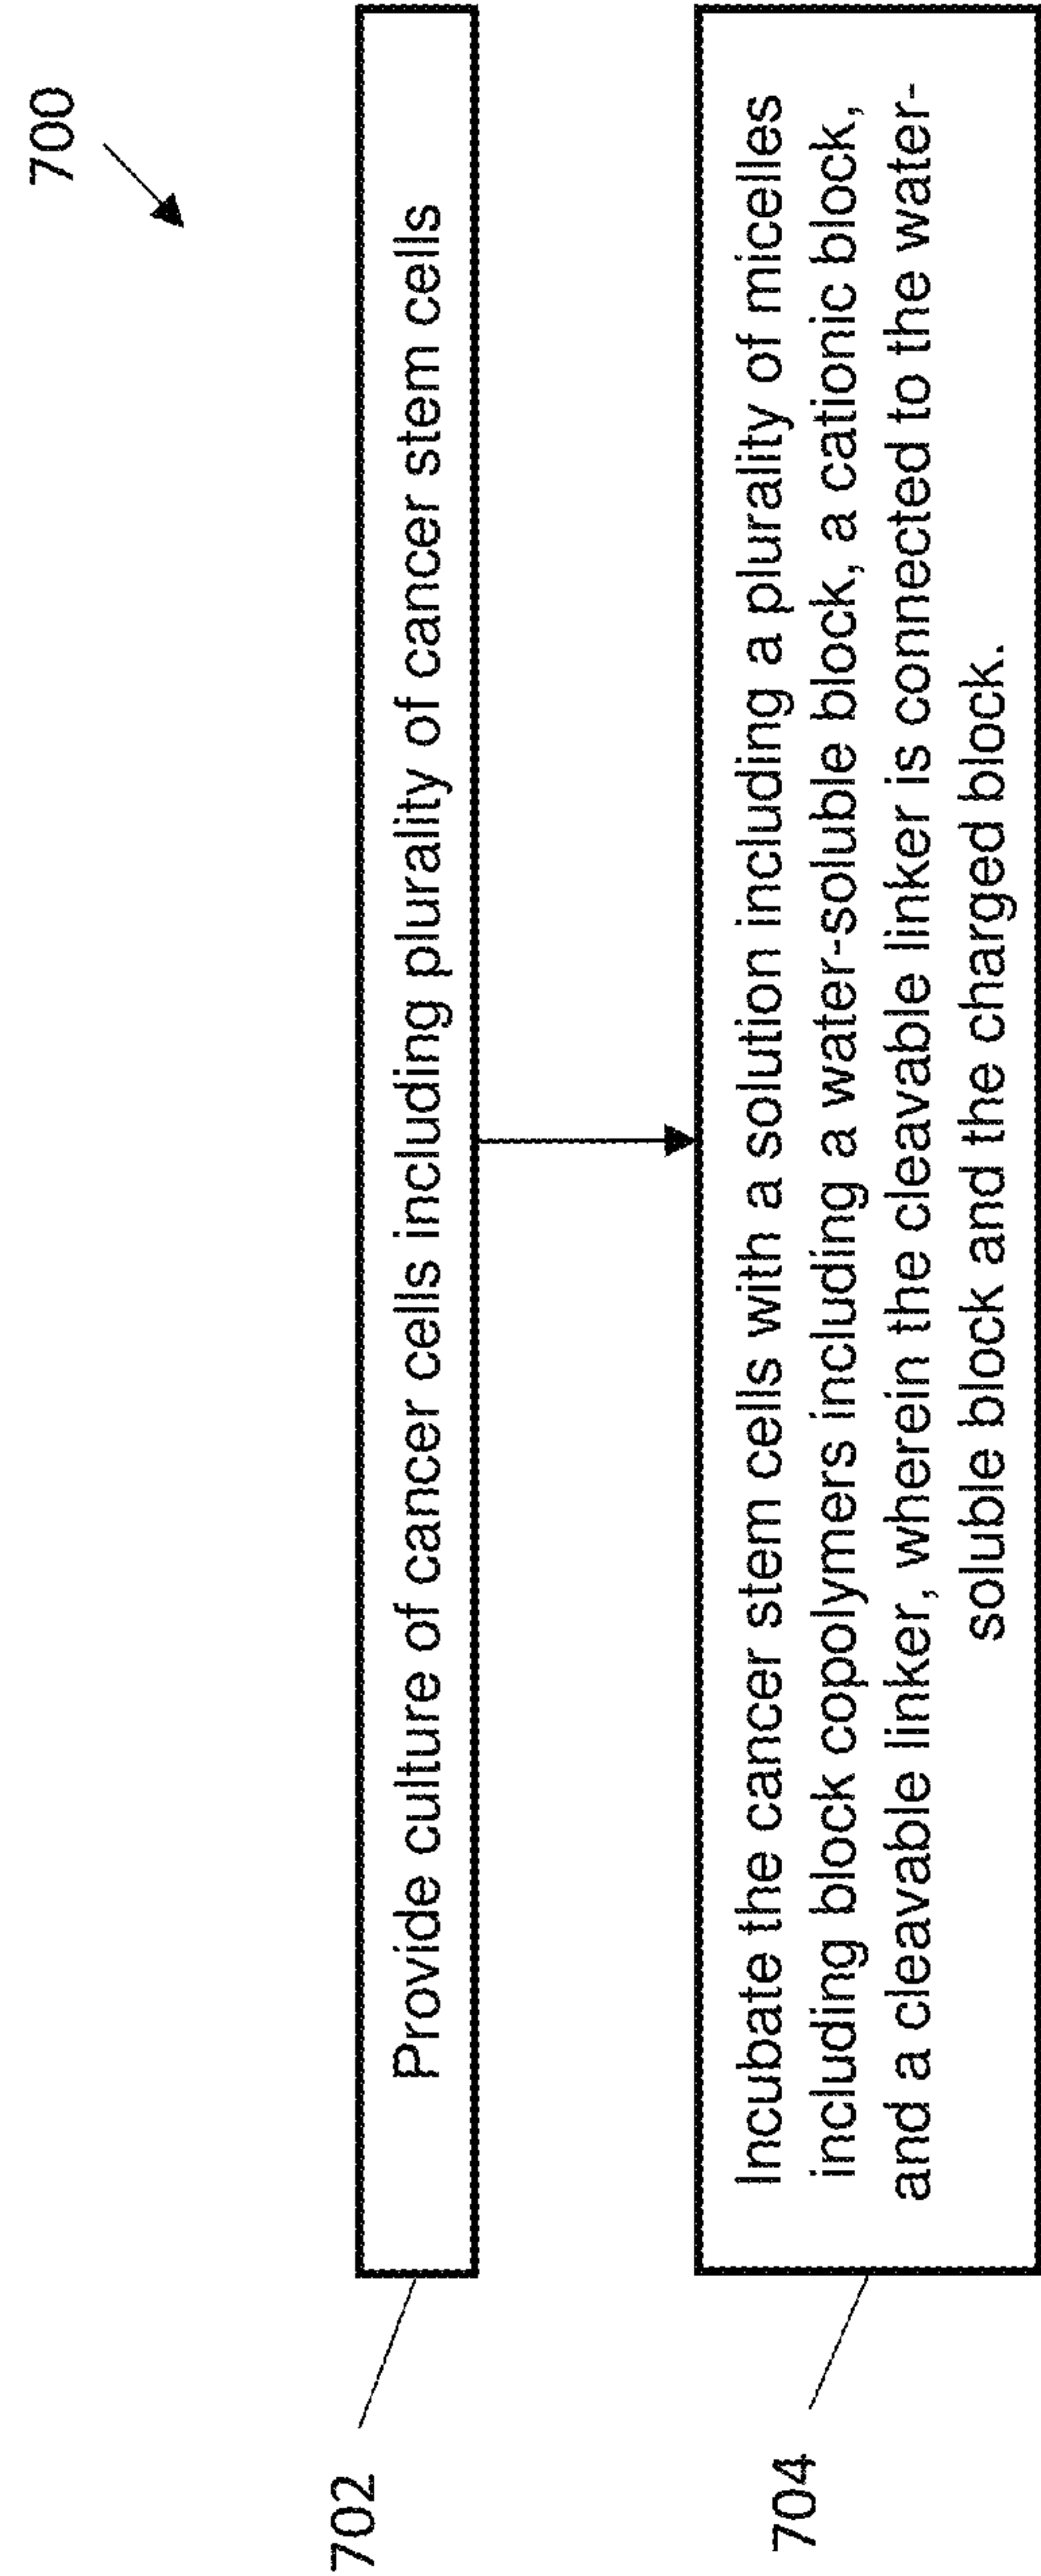 700
702
Provide culture of cancer cells including plurality of cancer stem cells
704
Incubate the cancer stem cells with a solution including a plurality of micelles
including block copolymers including a water-soluble block, a cationic block,
and a cleavable linker, wherein the cleavable linker is connected to the water-
soluble block and the charged block.